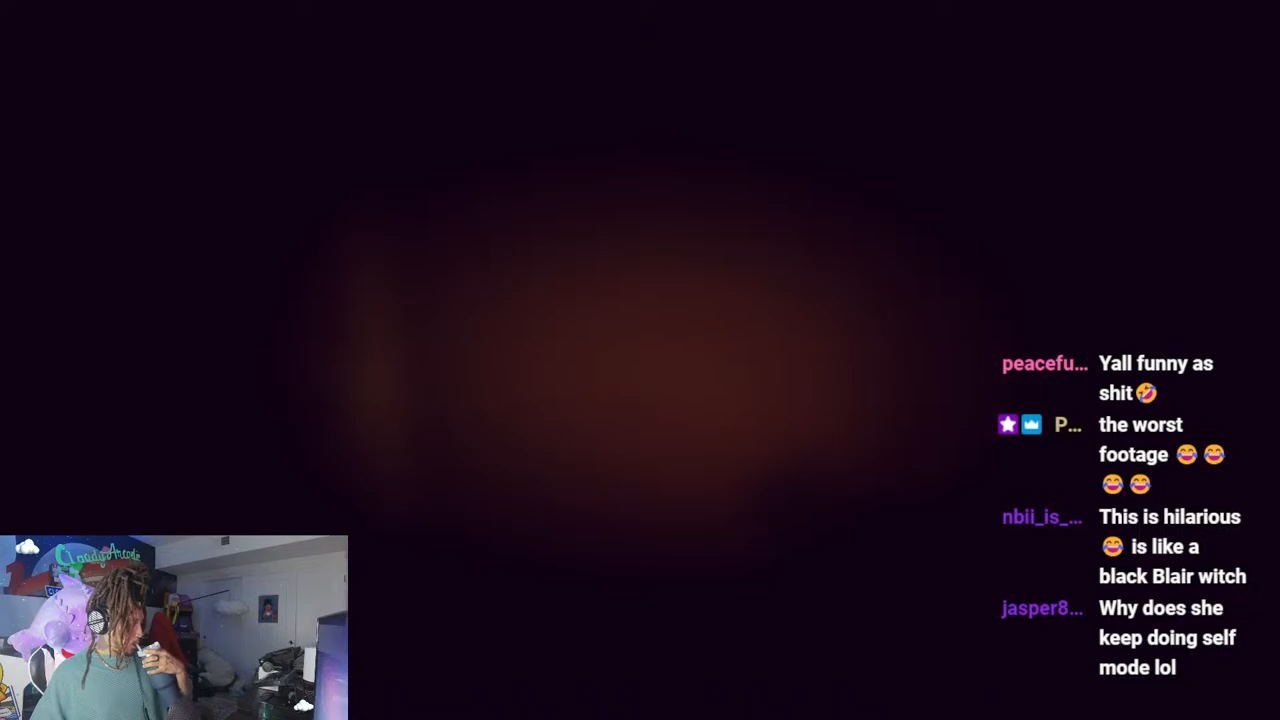 peacefu... Yall funny as
shit🤣
P... the worst
footage 😂😂
😂😂
nbii_is_... This is hilarious
😂 is like a
black Blair witch
jasper8... Why does she
keep doing self
mode lol
CloudyArcade